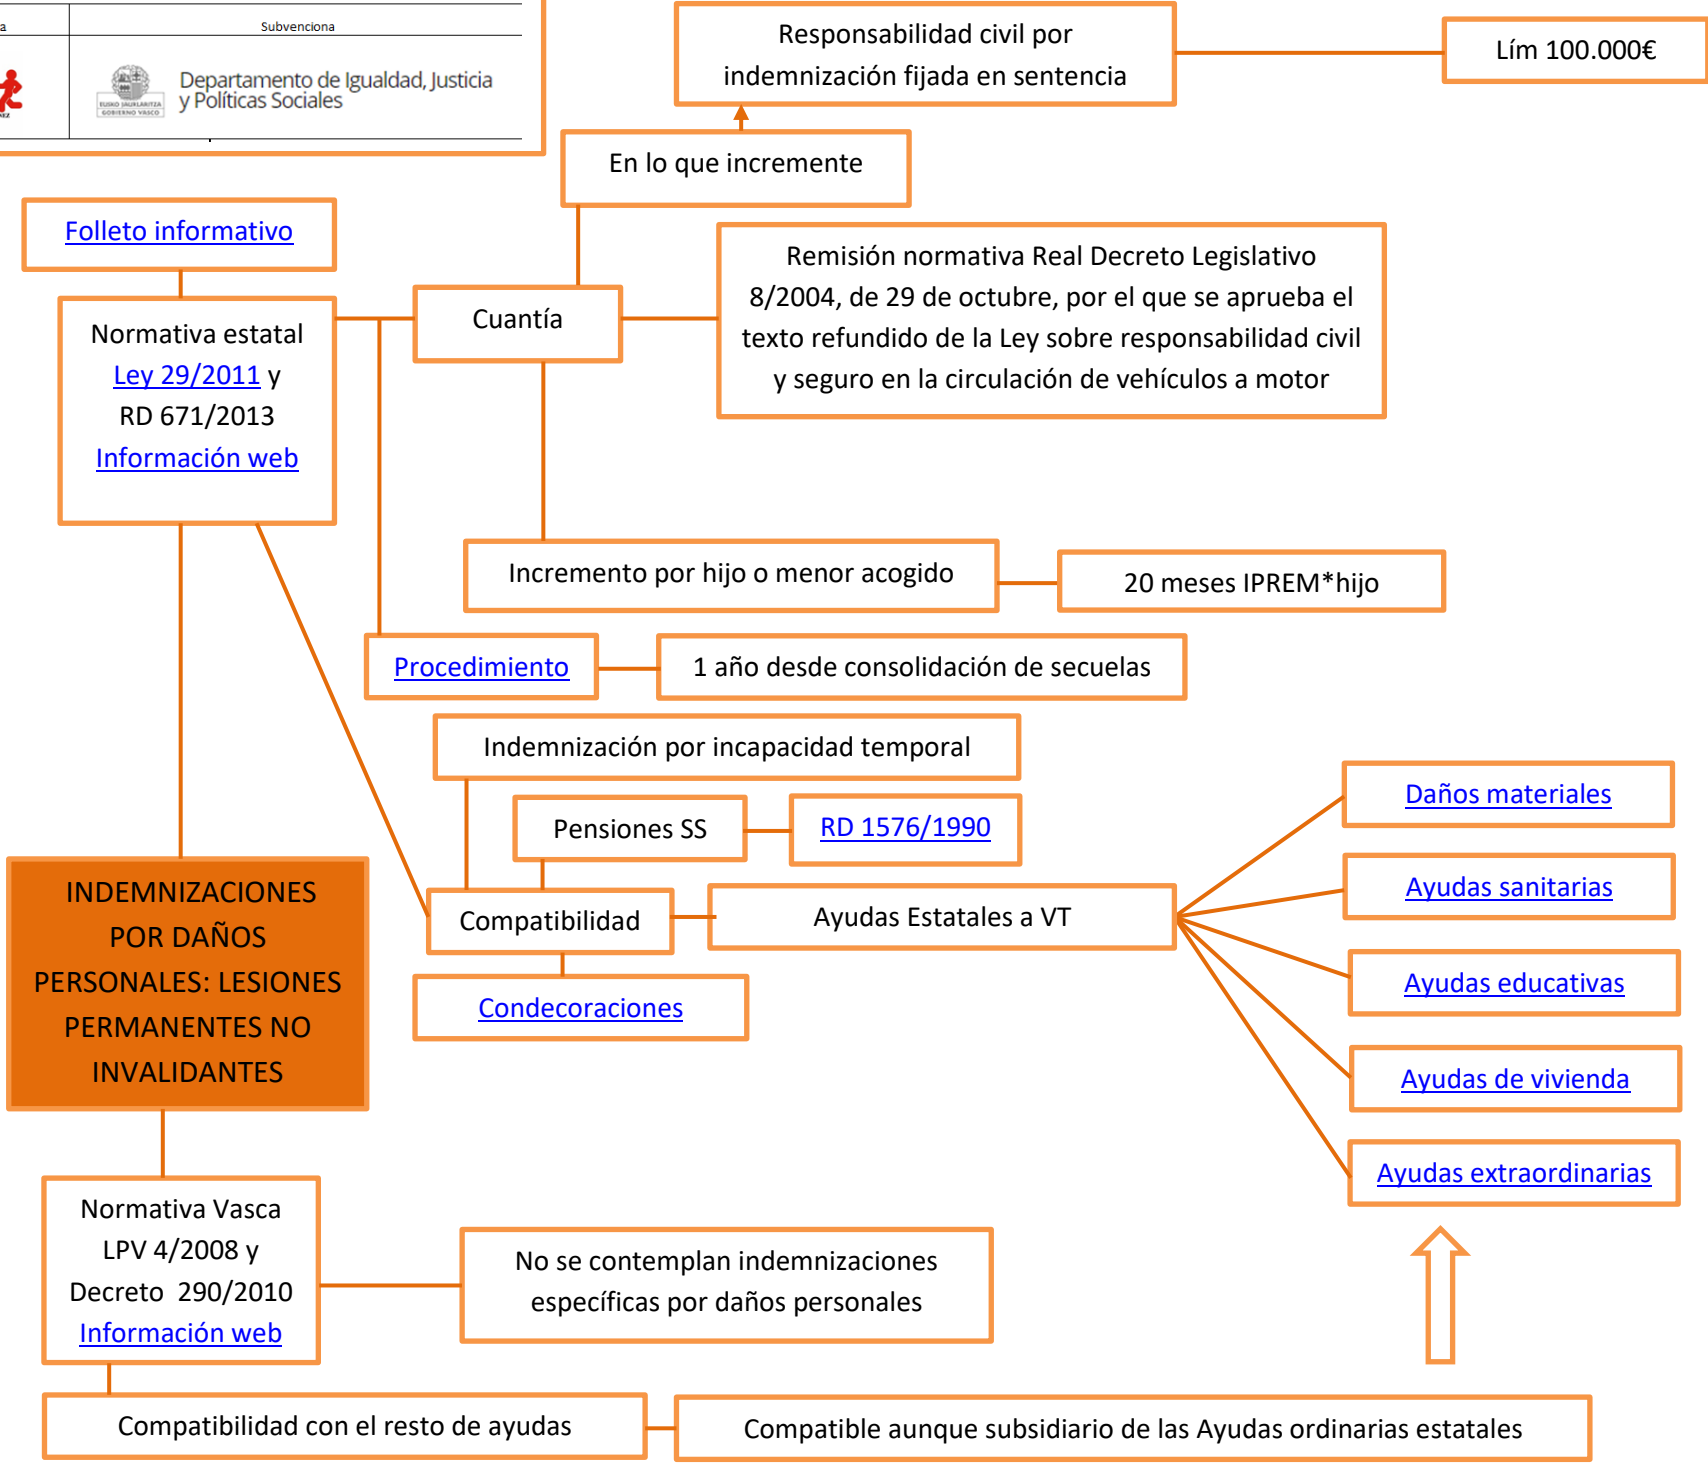 Subvenciona
EUSKO JAURLARITZA
GOBIERNO VASCO
Departamento de Igualdad, Justicia
y Políticas Sociales
Responsabilidad civil por
indemnización fijada en sentencia
Lím 100.000€
En lo que incremente
Folleto informativo
Normativa estatal
Ley 29/2011 y
RD 671/2013
Información web
Cuantía
Remisión normativa Real Decreto Legislativo
8/2004, de 29 de octubre, por el que se aprueba el
texto refundido de la Ley sobre responsabilidad civil
y seguro en la circulación de vehículos a motor
Incremento por hijo o menor acogido
20 meses IPREM*hijo
Procedimiento
1 año desde consolidación de secuelas
Indemnización por incapacidad temporal
Pensiones SS
RD 1576/1990
Compatibilidad
Ayudas Estatales a VT
Condecoraciones
Daños materiales
Ayudas sanitarias
Ayudas educativas
Ayudas de vivienda
Ayudas extraordinarias
INDEMNIZACIONES
POR DAÑOS
PERSONALES: LESIONES
PERMANENTES NO
INVALIDANTES
Normativa Vasca
LPV 4/2008 y
Decreto  290/2010
Información web
No se contemplan indemnizaciones
específicas por daños personales
Compatibilidad con el resto de ayudas
Compatible aunque subsidiario de las Ayudas ordinarias estatales